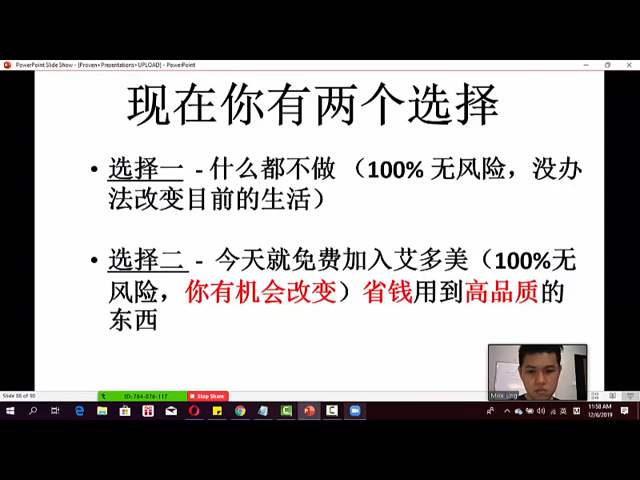 PowerPoint Slide Show - [Proven+Presentations+UPLOAD] - PowerPoint
现在你有两个选择
• 选择一 - 什么都不做 （100% 无风险，没办
法改变目前的生活）
• 选择二 - 今天就免费加入艾多美（100%无
风险，你有机会改变）省钱用到高品质的
东西
Slide 88 of 90
ID: 784-076-117
Stop Share
11:58 AM
12/6/2019